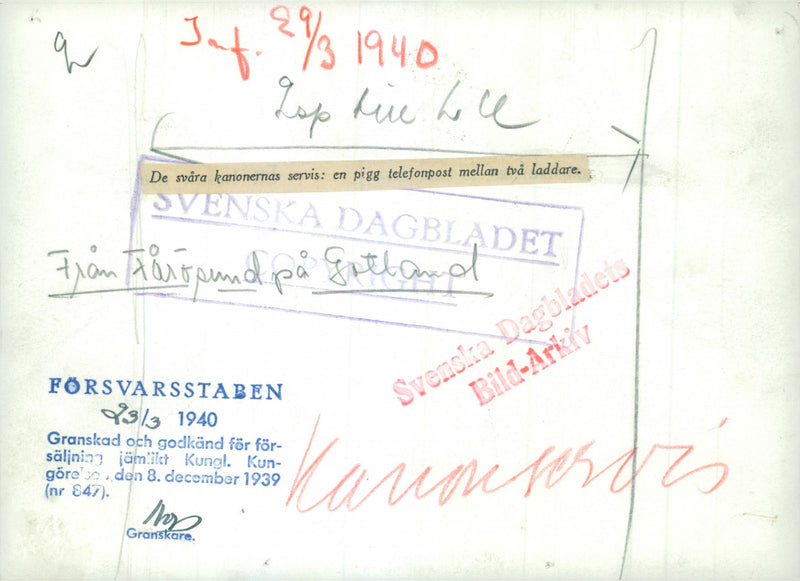 Inf. 29/3 1940
De svåra kanonernas servis: en pigg telefonpost mellan två laddare.
SVENSKA DAGBLADET
COPYRIGHT
Från Fårösund på Gotland
Svenska Dagbladets
Bild-Arkiv
FÖRSVARSSTABEN
23/3 1940
Granskad och godkänd för för-
säljning jämlikt Kungl. Kun-
görelse, den 8. december 1939
(nr 847).
Granskare.
Kanonservis